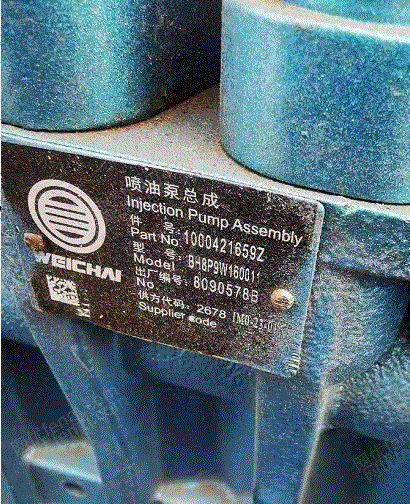 喷油泵总成
Injection Pump Assembly
件 号:
Part No. 1000421659Z
型 号:
Model BH8P9W160011
出厂编号:
No 8090578B
供方代码: 2678
Supplier code
WEICHAI